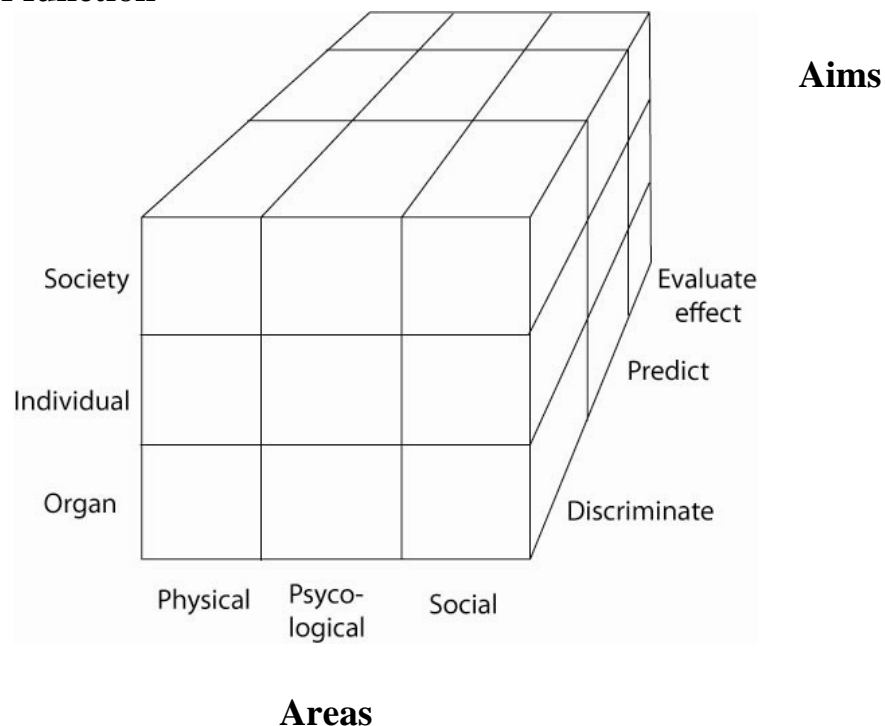 Aims
Society
Individual
Organ
Evaluate
effect
Predict
Discriminate
Physical
Psyco-
logical
Social
Areas